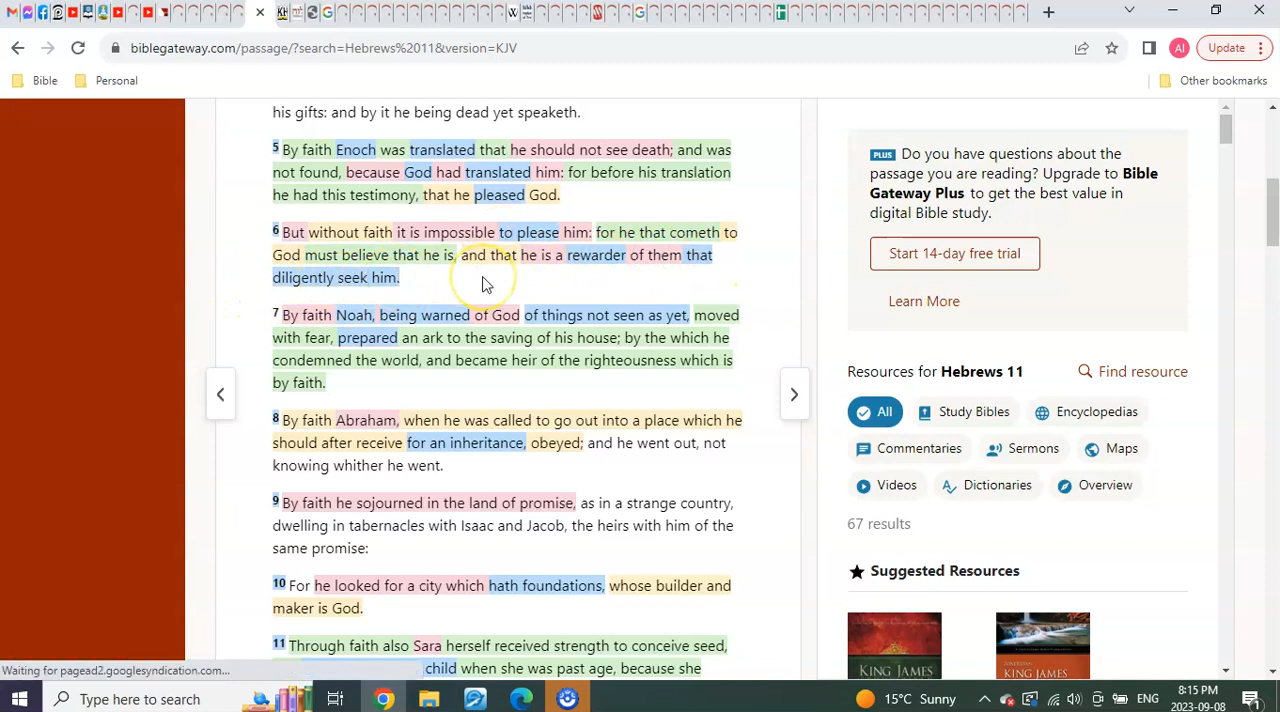 biblegateway.com/passage/?search=Hebrews%2011&version=KJV
AI
Update
Bible
Personal
Other bookmarks
his gifts: and by it he being dead yet speaketh.
5 By faith Enoch was translated that he should not see death; and was
not found, because God had translated him: for before his translation
he had this testimony, that he pleased God.
6 But without faith it is impossible to please him: for he that cometh to
God must believe that he is, and that he is a rewarder of them that
diligently seek him.
7 By faith Noah, being warned of God of things not seen as yet, moved
with fear, prepared an ark to the saving of his house; by the which he
condemned the world, and became heir of the righteousness which is
by faith.
8 By faith Abraham, when he was called to go out into a place which he
should after receive for an inheritance, obeyed; and he went out, not
knowing whither he went.
9 By faith he sojourned in the land of promise, as in a strange country,
dwelling in tabernacles with Isaac and Jacob, the heirs with him of the
same promise:
10 For he looked for a city which hath foundations, whose builder and
maker is God.
11 Through faith also Sara herself received strength to conceive seed,
child when she was past age, because she
Waiting for pagead2.googlesyndication.com...
PLUS Do you have questions about the
passage you are reading? Upgrade to Bible
Gateway Plus to get the best value in
digital Bible study.
Start 14-day free trial
Learn More
Resources for Hebrews 11
Find resource
All
Study Bibles
Encyclopedias
Commentaries
Sermons
Maps
Videos
Dictionaries
Overview
67 results
Suggested Resources
KING JAMES
KING JAMES
Type here to search
15°C Sunny
ENG
8:15 PM
2023-09-08